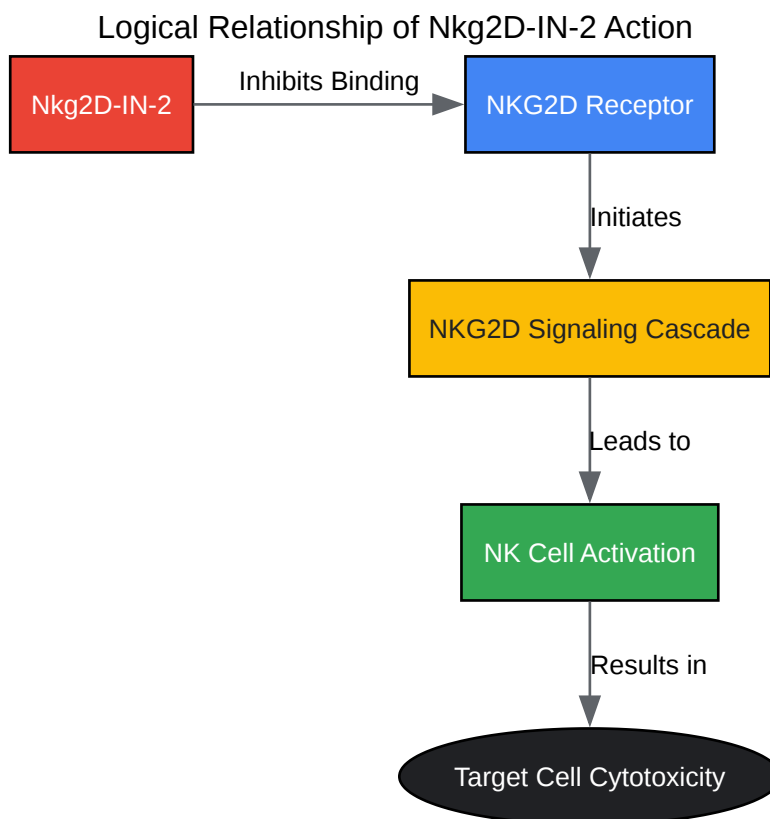 Logical Relationship of Nkg2D-IN-2 Action
Nkg2D-IN-2
Inhibits Binding
NKG2D Receptor
Initiates
NKG2D Signaling Cascade
Leads to
NK Cell Activation
Results in
Target Cell Cytotoxicity